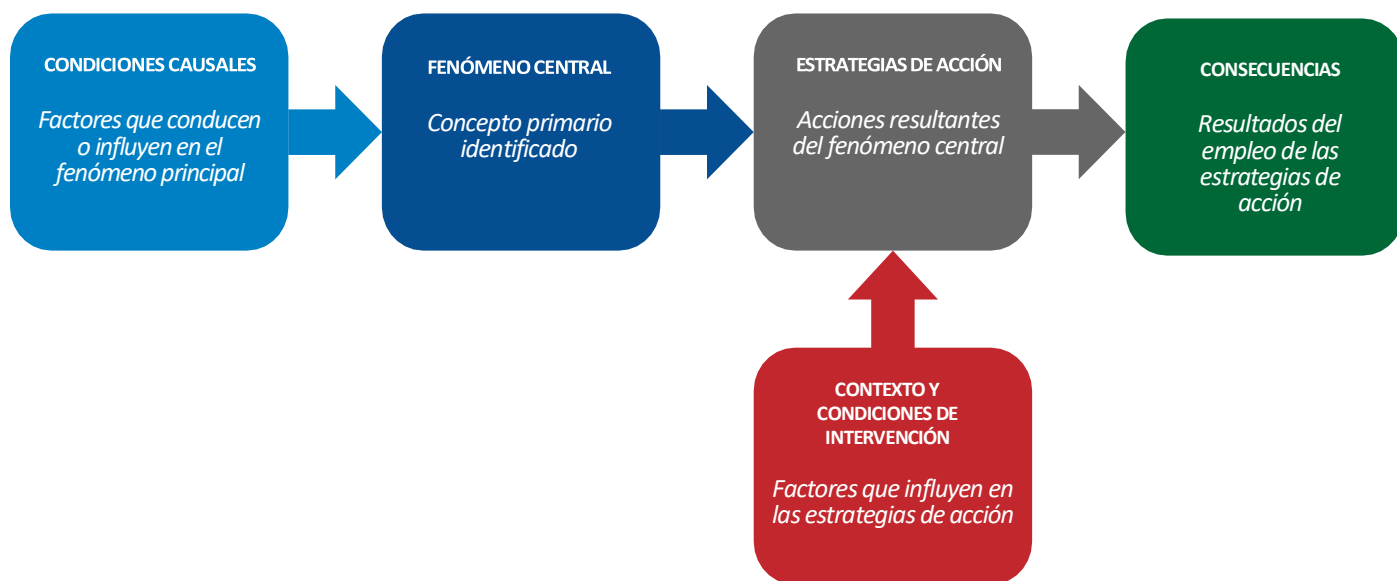 CONDICIONES CAUSALES
Factores que conducen
o influyen en el
fenómeno principal
FENÓMENO CENTRAL
Concepto primario
identificado
ESTRATEGIAS DE ACCIÓN
Acciones resultantes
del fenómeno central
CONSECUENCIAS
Resultados del
empleo de las
estrategias de
acción
CONTEXTO Y
CONDICIONES DE
INTERVENCIÓN
Factores que influyen en
las estrategias de acción